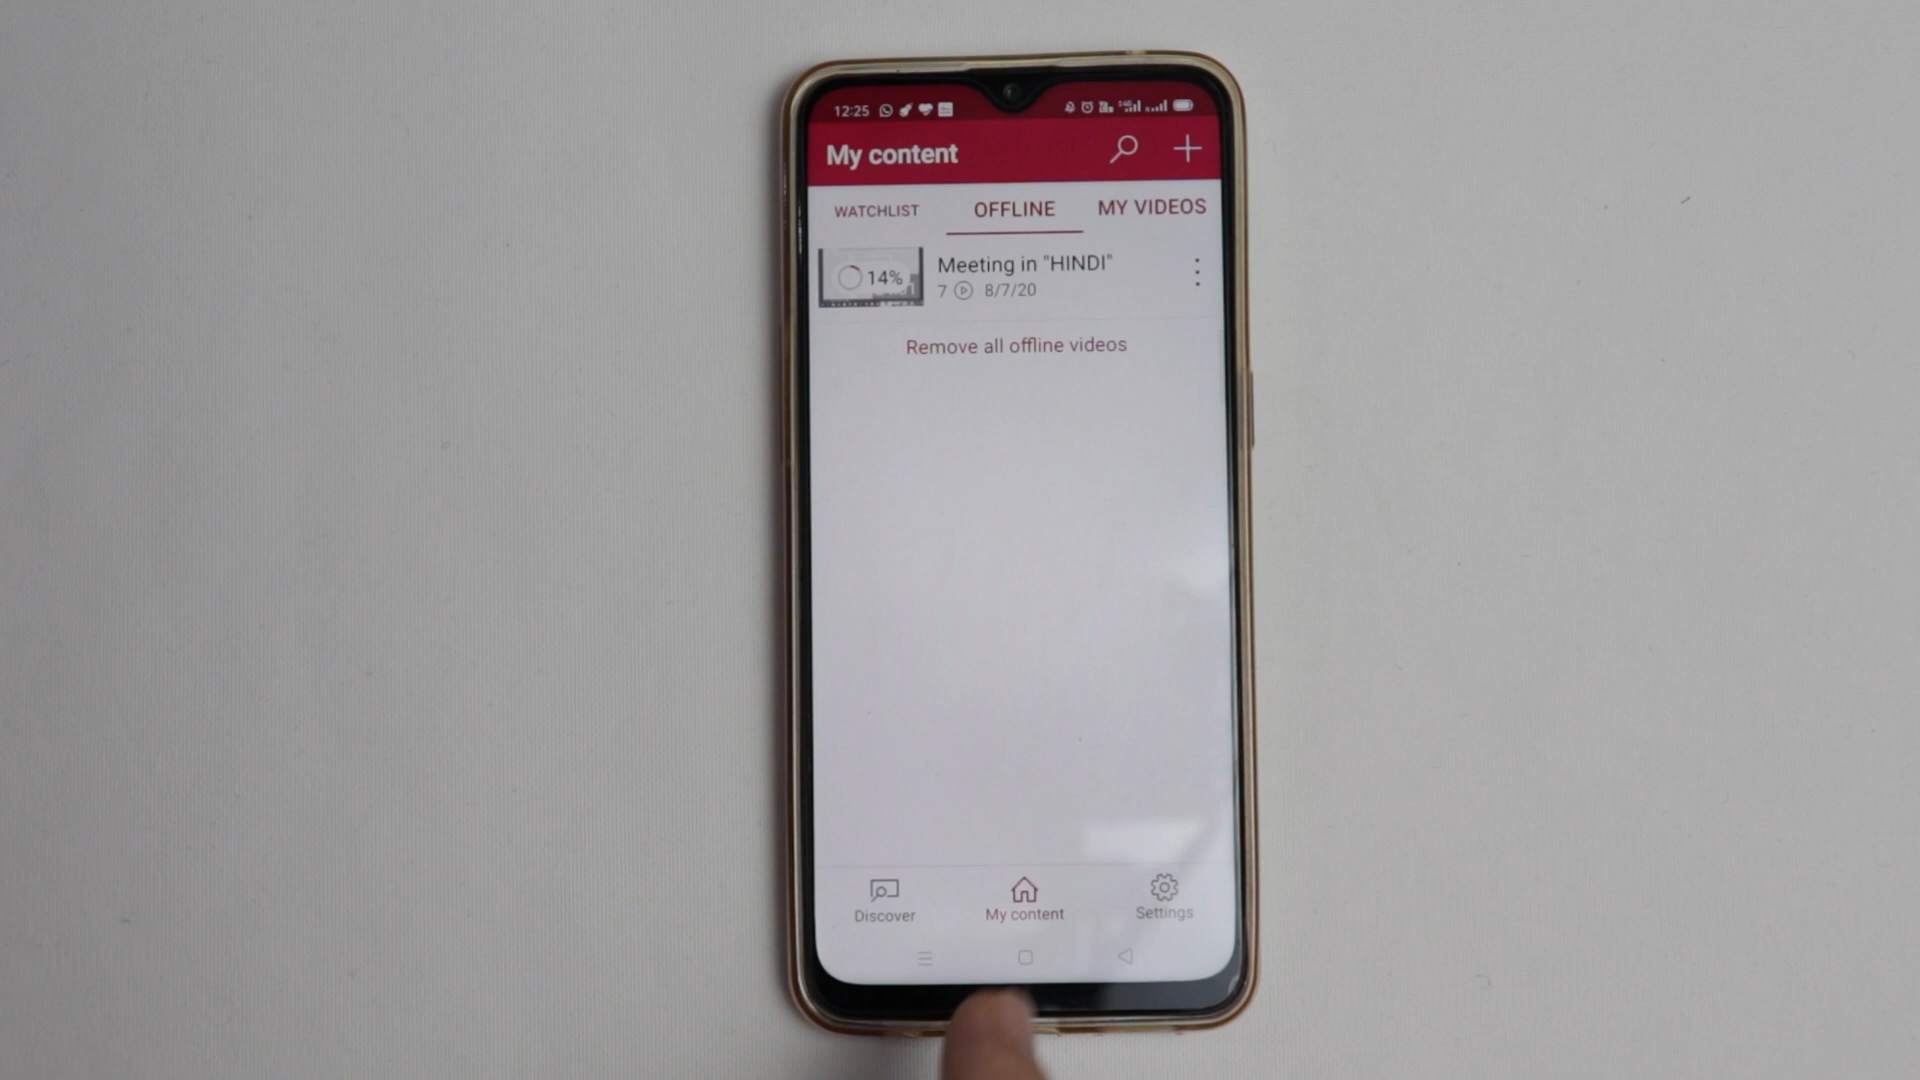 12:25
My content
WATCHLIST OFFLINE MY VIDEOS
14%
Meeting in "HINDI"
7 8/7/20
Remove all offline videos
Discover My content Settings